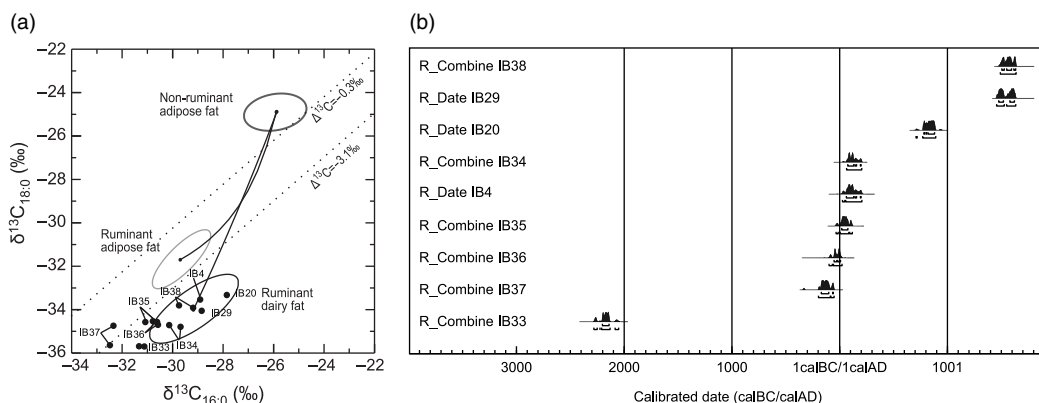 (a)
−22
−24
−26
−28
−30
−32
−34
−36
−34
−32
−30
−28
−26
−24
−22
δ¹³C₁₈:₀ (‰)
δ¹³C₁₆:₀ (‰)
Non-ruminant
adipose fat
Δ¹³C=−0.3‰
Δ¹³C=−3.1‰
Ruminant
adipose fat
Ruminant
dairy fat
IB4
IB38
IB20
IB35
IB29
IB37
IB36
IB33
IB34
(b)
R_Combine IB38
R_Date IB29
R_Date IB20
R_Combine IB34
R_Date IB4
R_Combine IB35
R_Combine IB36
R_Combine IB37
R_Combine IB33
3000
2000
1001
1calBC/1calAD
1001
Calibrated date (calBC/calAD)